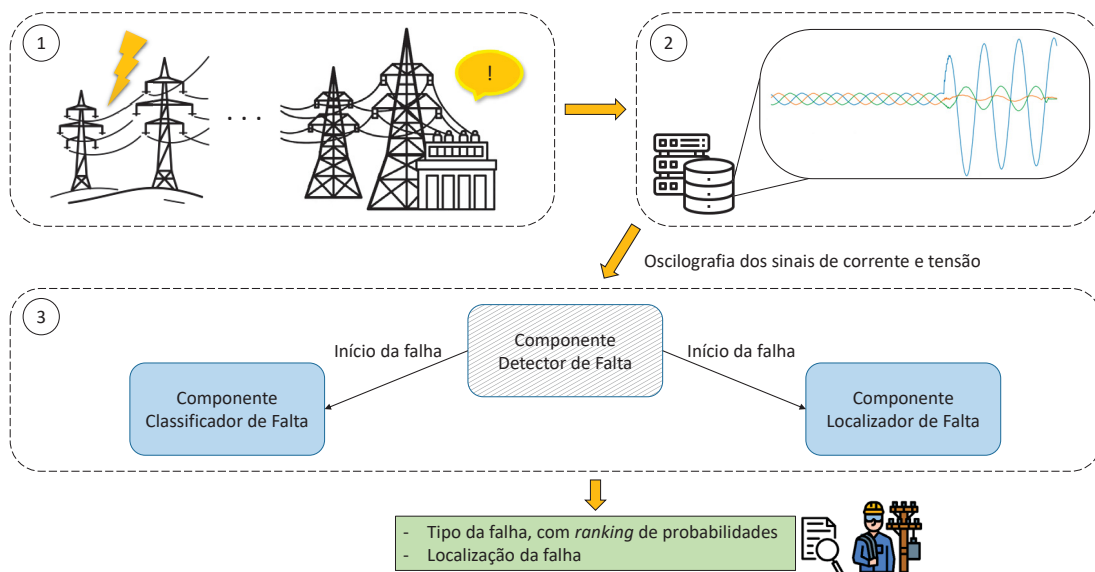 1
!
. . .
2
Oscilografia dos sinais de corrente e tensão
3
Componente
Detector de Falta
Início da falha
Início da falha
Componente
Classificador de Falta
Componente
Localizador de Falta
- Tipo da falha, com ranking de probabilidades
- Localização da falha